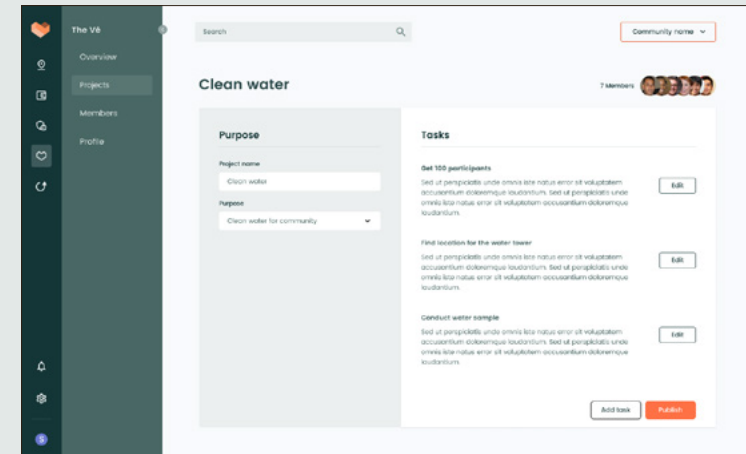 The Vé
Search
Community name
Overview
Projects
Members
Profile
Clean water
7 Members
Purpose
Project name
Clean water
Purpose
Clean water for community
Tasks
Get 100 participants
Sed ut perspiciatis unde omnis iste natus error sit voluptatem
accusantium doloremque laudantium. Sed ut perspiciatis unde
omnis iste natus error sit voluptatem accusantium doloremque
laudantium.
Edit
Find location for the water tower
Sed ut perspiciatis unde omnis iste natus error sit voluptatem
accusantium doloremque laudantium. Sed ut perspiciatis unde
omnis iste natus error sit voluptatem accusantium doloremque
laudantium.
Edit
Conduct water sample
Sed ut perspiciatis unde omnis iste natus error sit voluptatem
accusantium doloremque laudantium. Sed ut perspiciatis unde
omnis iste natus error sit voluptatem accusantium doloremque
laudantium.
Edit
Add task
Publish
S